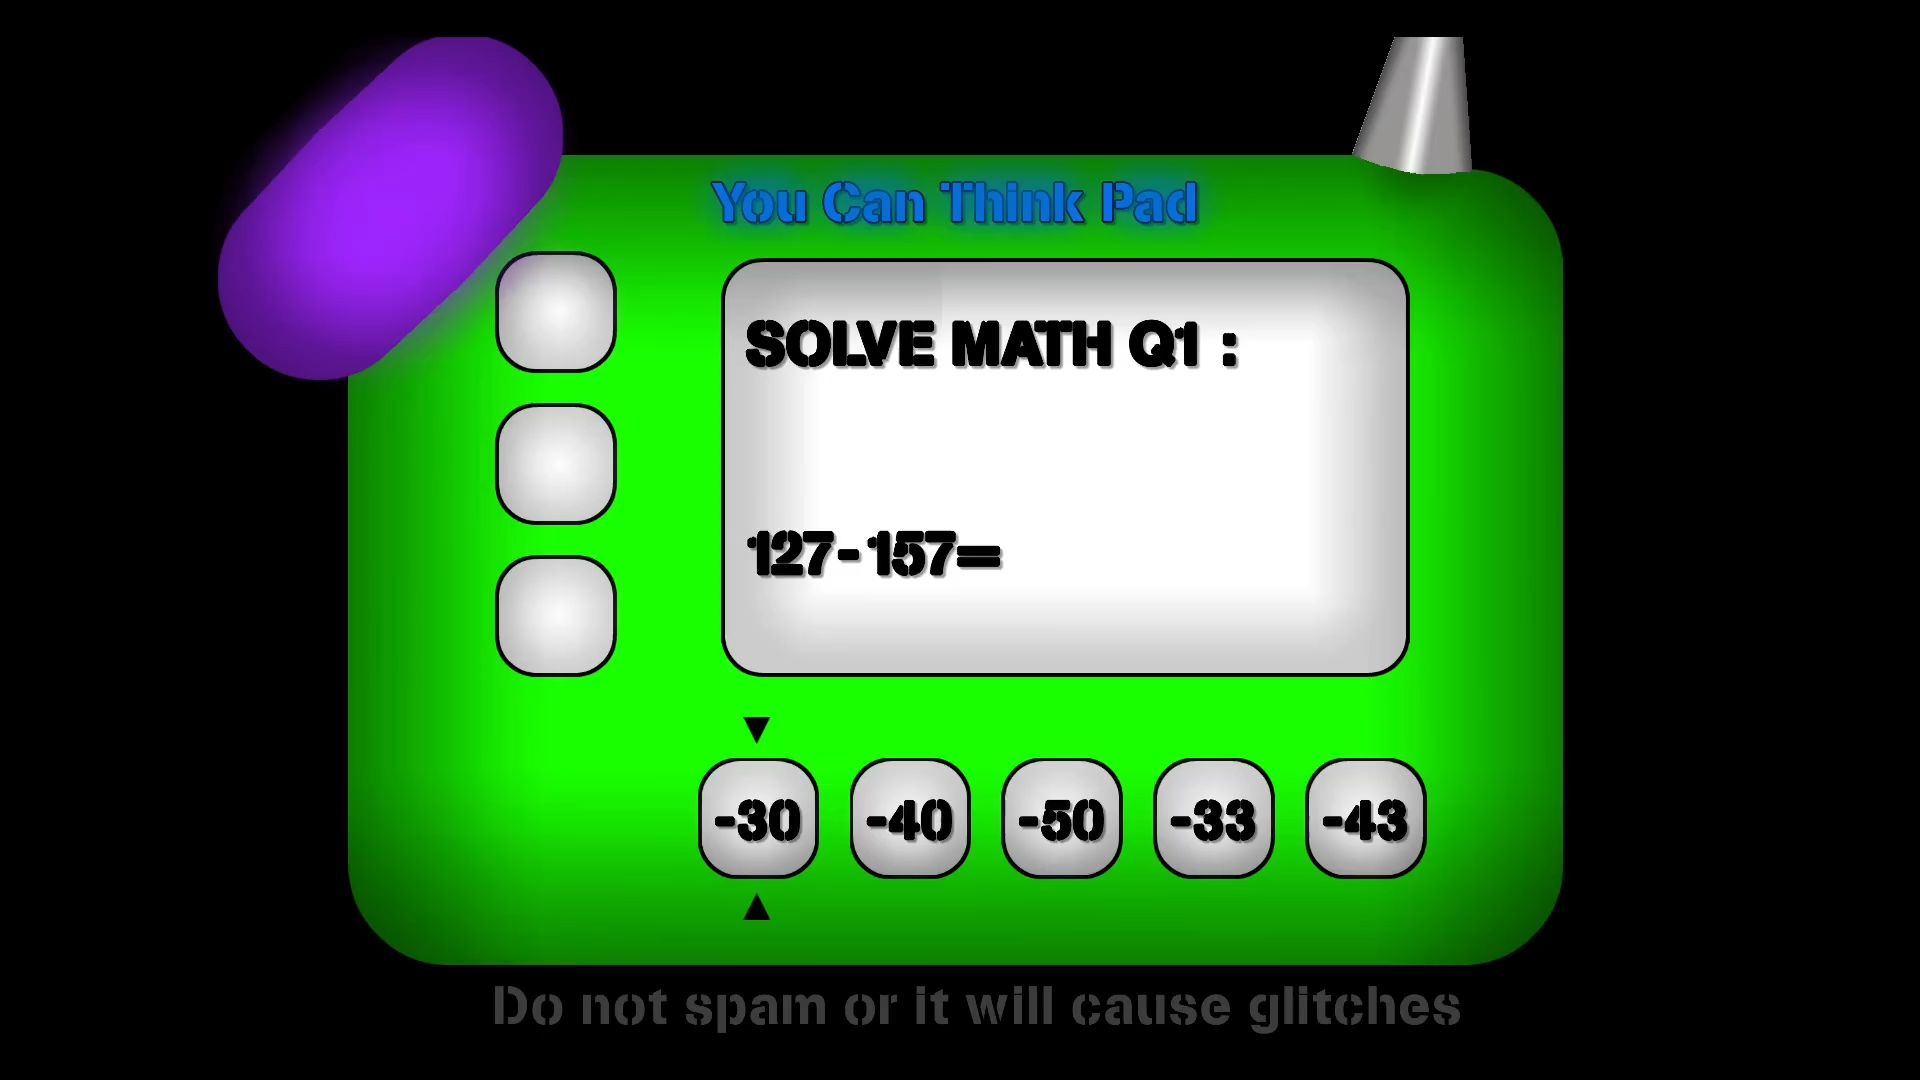 You Can Think Pad
SOLVE MATH Q1 :
127-157=
-30 -40 -50 -33 -43
Do not spam or it will cause glitches